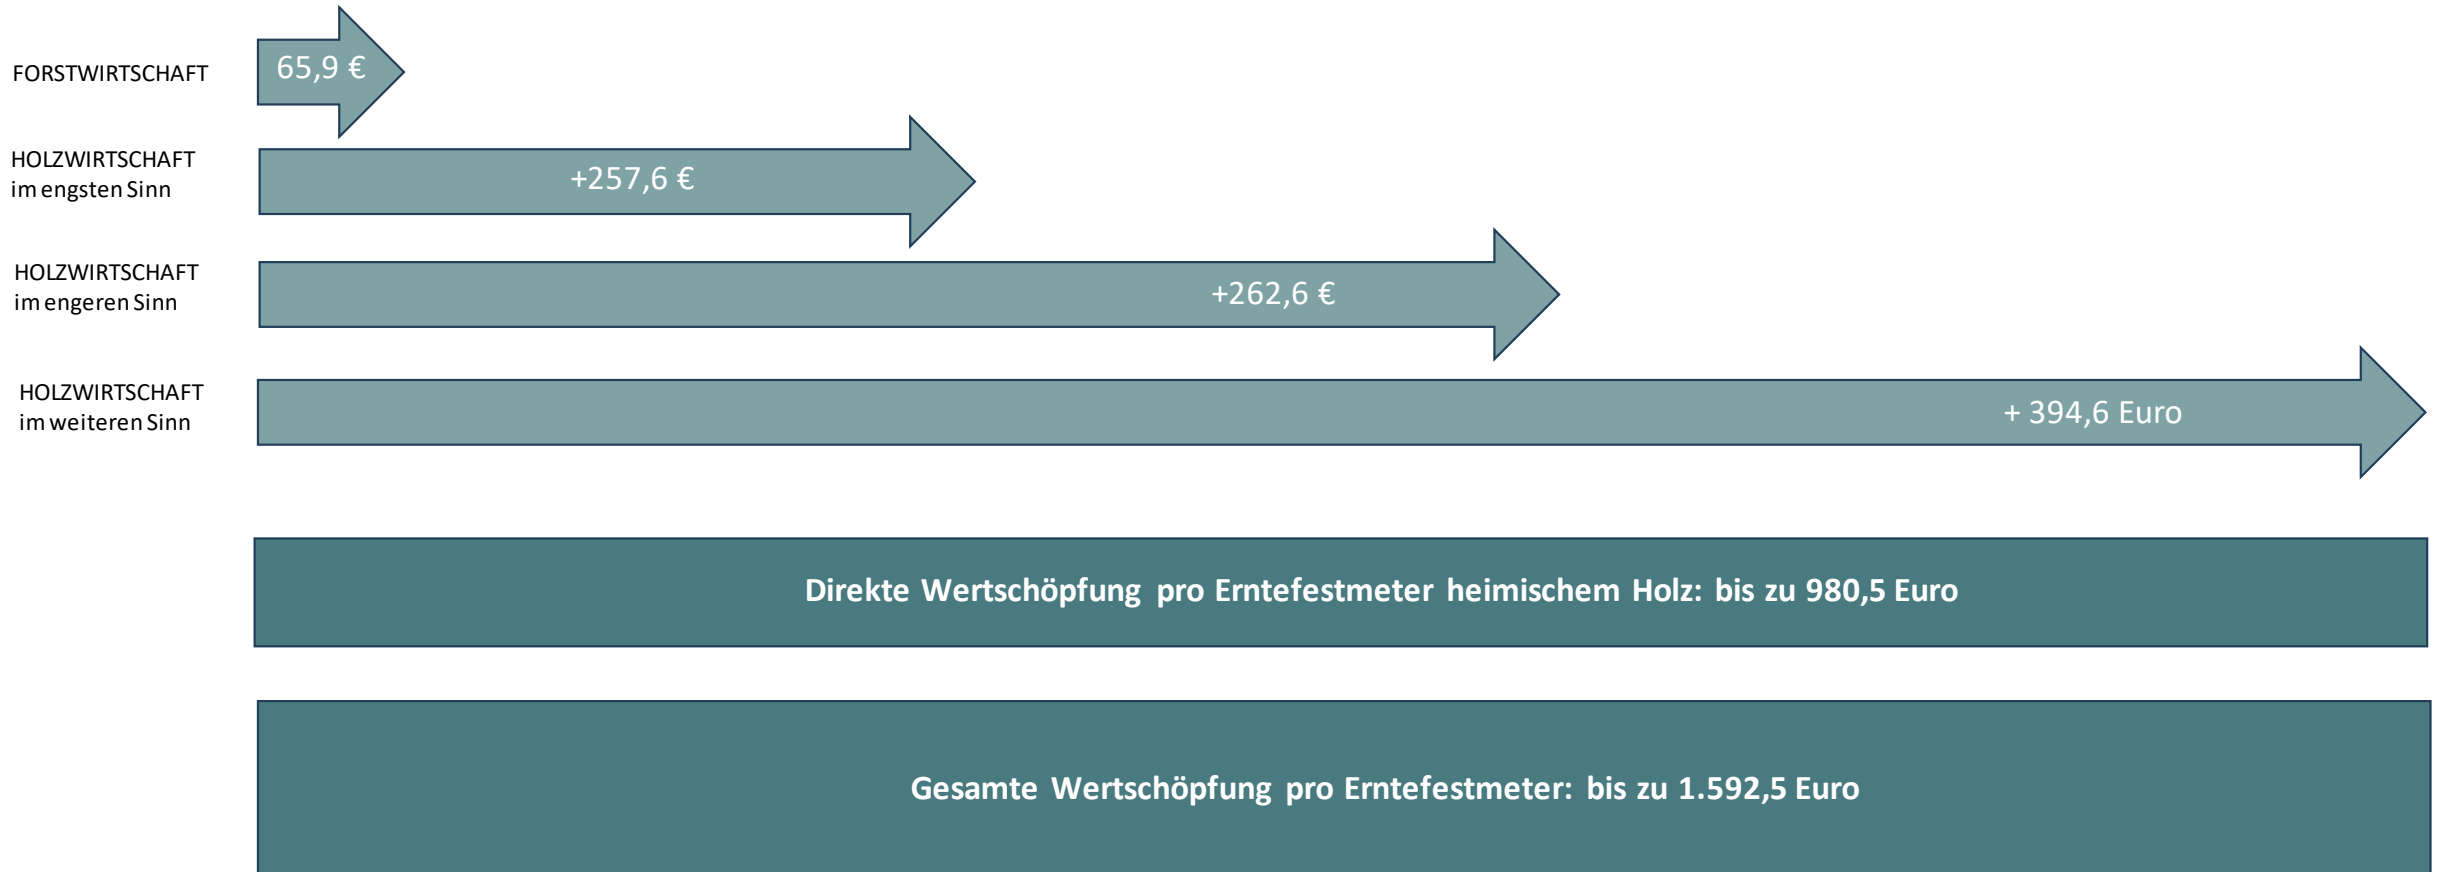 FORSTWIRTSCHAFT
65,9 €
HOLZWIRTSCHAFT
im engsten Sinn
+257,6 €
HOLZWIRTSCHAFT
im engeren Sinn
+262,6 €
HOLZWIRTSCHAFT
im weiteren Sinn
+ 394,6 Euro
Direkte Wertschöpfung pro Erntefestmeter heimischem Holz: bis zu 980,5 Euro
Gesamte Wertschöpfung pro Erntefestmeter: bis zu 1.592,5 Euro